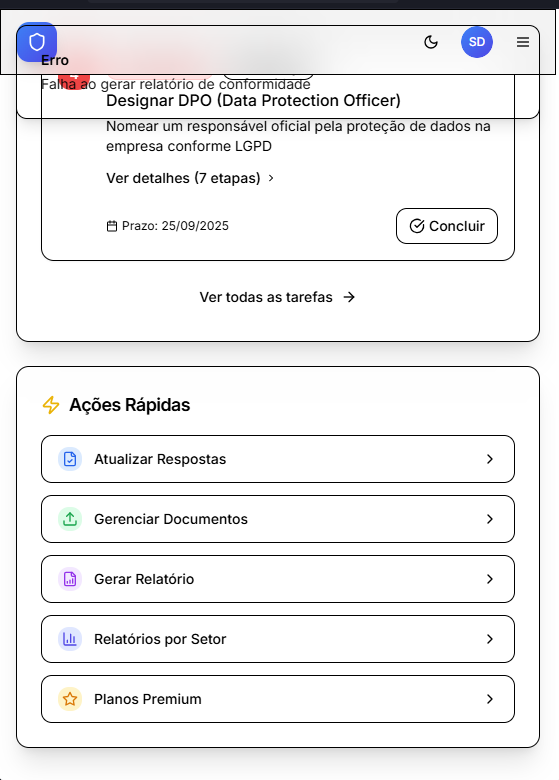 SD
Erro
Falha ao gerar relatório de conformidade
Designar DPO (Data Protection Officer)
Nomear um responsável oficial pela proteção de dados na
empresa conforme LGPD
Ver detalhes (7 etapas)
Prazo: 25/09/2025
Concluir
Ver todas as tarefas
Ações Rápidas
Atualizar Respostas
Gerenciar Documentos
Gerar Relatório
Relatórios por Setor
Planos Premium